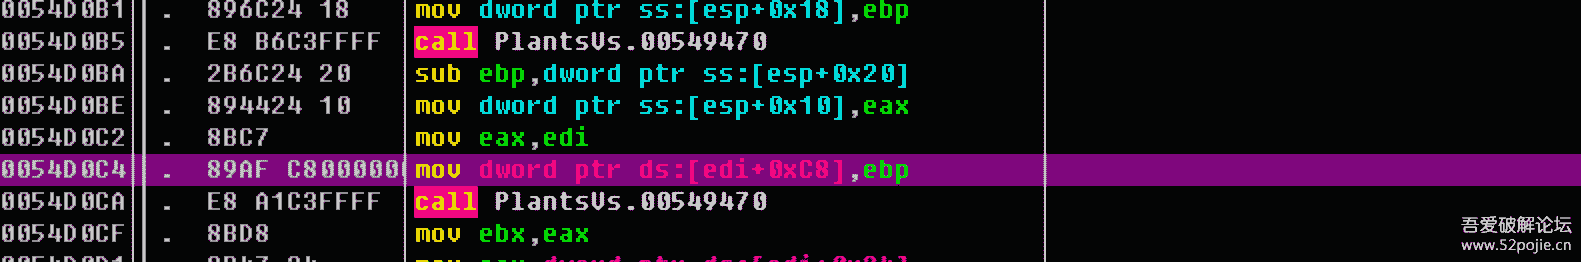 0054D0B1 . 896C24 18 mov dword ptr ss:[esp+0x18],ebp
0054D0B5 . E8 B6C3FFFF call PlantsVs.00549470
0054D0BA . 2B6C24 20 sub ebp,dword ptr ss:[esp+0x20]
0054D0BE . 894424 10 mov dword ptr ss:[esp+0x10],eax
0054D0C2 . 8BC7 mov eax,edi
0054D0C4 . 89AF C800000 mov dword ptr ds:[edi+0xC8],ebp
0054D0CA . E8 A1C3FFFF call PlantsVs.00549470
0054D0CF . 8BD8 mov ebx,eax
吾爱破解论坛
www.52pojie.cn